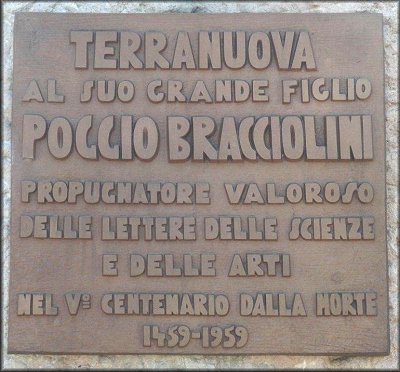 TERRANUOVA
AL SUO GRANDE FIGLIO
POGGIO BRACCIOLINI
PROPUGNATORE VALOROSO
DELLE LETTERE DELLE SCIENZE
E DELLE ARTI
NEL Vº CENTENARIO DALLA MORTE
1459-1959